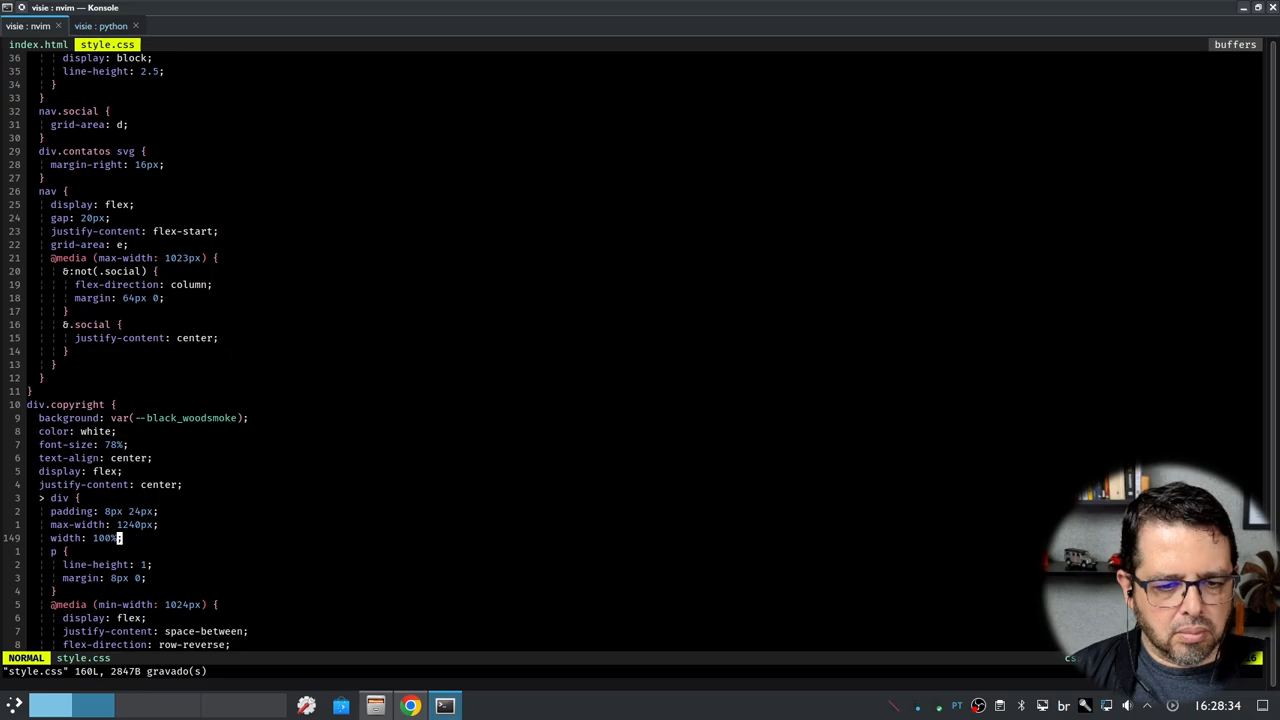 visie : nvim — Konsole
visie : nvim
visie : python
index.html style.css buffers
36 display: block;
35 line-height: 2.5;
34 }
33 }
32 nav.social {
31 grid-area: d;
30 }
29 div.contatos svg {
28 margin-right: 16px;
27 }
26 nav {
25 display: flex;
24 gap: 20px;
23 justify-content: flex-start;
22 grid-area: e;
21 @media (max-width: 1023px) {
20 &:not(.social) {
19 flex-direction: column;
18 margin: 64px 0;
17 }
16 &.social {
15 justify-content: center;
14 }
13 }
12 }
11 }
10 div.copyright {
9 background: var(--black_woodsmoke);
8 color: white;
7 font-size: 78%;
6 text-align: center;
5 display: flex;
4 justify-content: center;
3 > div {
2 padding: 8px 24px;
1 max-width: 1240px;
149 width: 100%;
1 p {
2 line-height: 1;
3 margin: 8px 0;
4 }
5 @media (min-width: 1024px) {
6 display: flex;
7 justify-content: space-between;
8 flex-direction: row-reverse;
NORMAL style.css
"style.css" 160L, 2847B gravado(s)
PT br 16:28:34